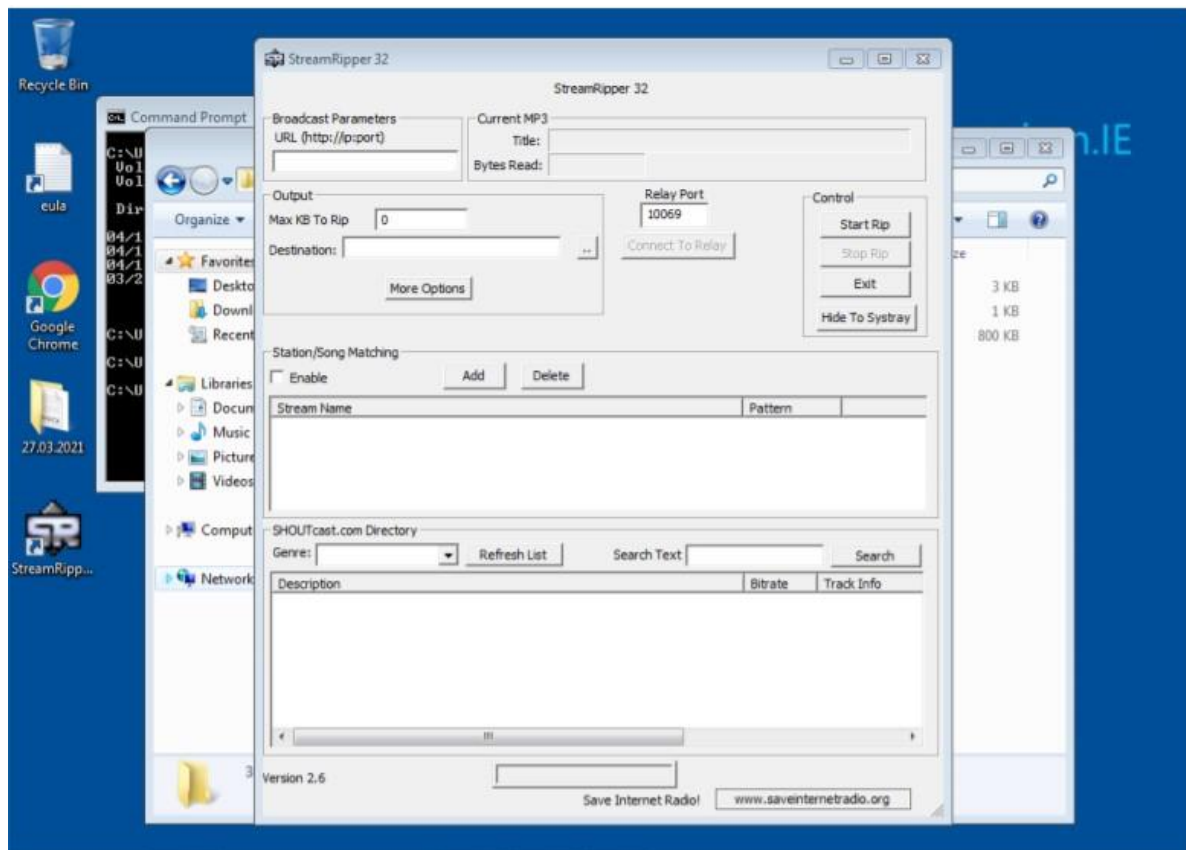 Recycle Bin
eula
Google
Chrome
27.03.2021
StreamRipp...
Command Prompt
C:\U
Vol
Vol
Dir
04/1
04/1
04/1
03/2
C:\U
C:\U
C:\U
Organize
Favorites
Deskto
Downl
Recent
Libraries
Docum
Music
Picture
Videos
Comput
Network
n.IE
ze
3 KB
1 KB
800 KB
3
StreamRipper 32
StreamRipper 32
Broadcast Parameters
URL (http://ip:port)
Current MP3
Title:
Bytes Read:
Output
Max KB To Rip 0
Destination: ..
More Options
Relay Port
10069
Connect To Relay
Control
Start Rip
Stop Rip
Exit
Hide To Systray
Station/Song Matching
Enable Add Delete
Stream Name Pattern
SHOUTcast.com Directory
Genre: Refresh List Search Text Search
Description Bitrate Track Info
Version 2.6
Save Internet Radio! www.saveinternetradio.org